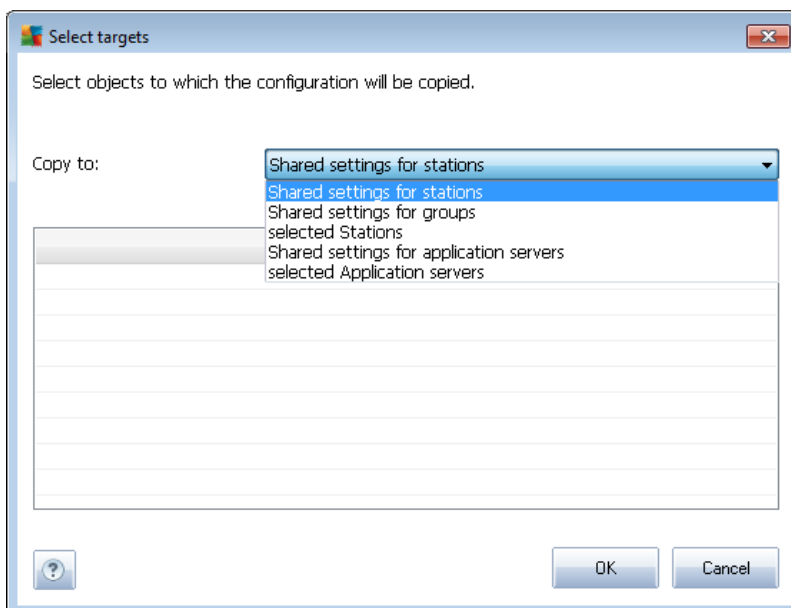 Select targets
Select objects to which the configuration will be copied.
Copy to:
Shared settings for stations
Shared settings for stations
Shared settings for groups
selected Stations
Shared settings for application servers
selected Application servers
?
OK
Cancel